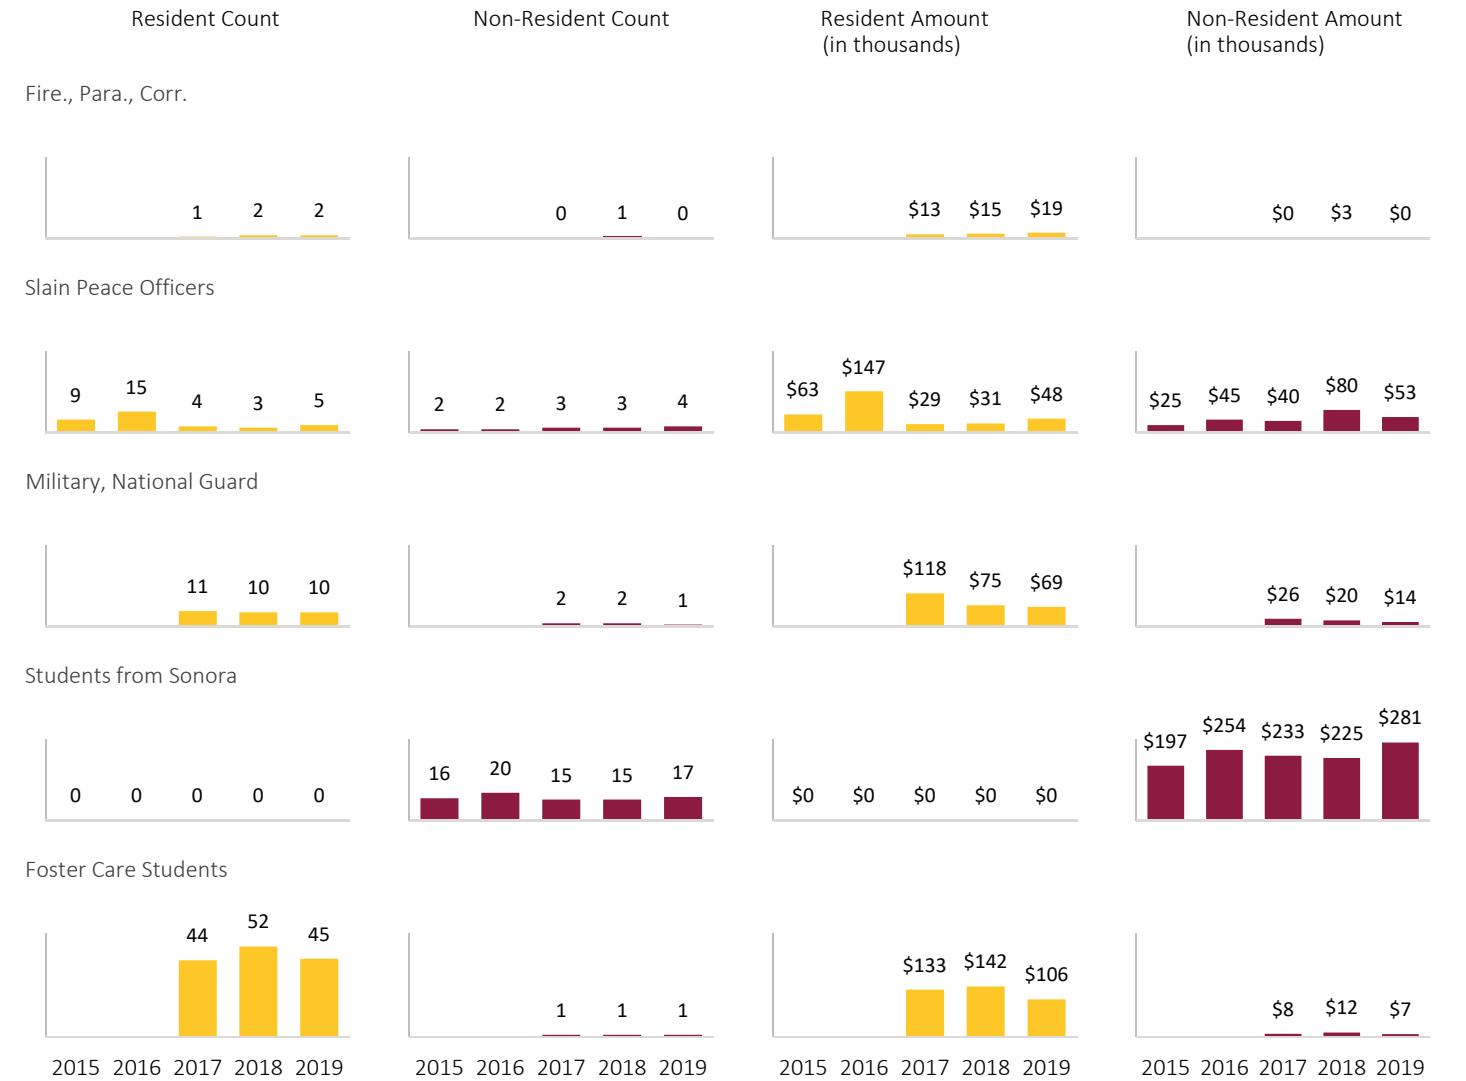 Resident Count Non-Resident Count Resident Amount Non-Resident Amount
(in thousands) (in thousands)
Fire., Para., Corr.
1 2 2 0 1 0 $13 $15 $19 $0 $3 $0
Slain Peace Officers
9 15 4 3 5 2 2 3 3 4 $63 $147 $29 $31 $48 $25 $45 $40 $80 $53
Military, National Guard
11 10 10 2 2 1 $118 $75 $69 $26 $20 $14
Students from Sonora
0 0 0 0 0 16 20 15 15 17 $0 $0 $0 $0 $0 $197 $254 $233 $225 $281
Foster Care Students
44 52 45 1 1 1 $133 $142 $106 $8 $12 $7
2015 2016 2017 2018 2019 2015 2016 2017 2018 2019 2015 2016 2017 2018 2019 2015 2016 2017 2018 2019